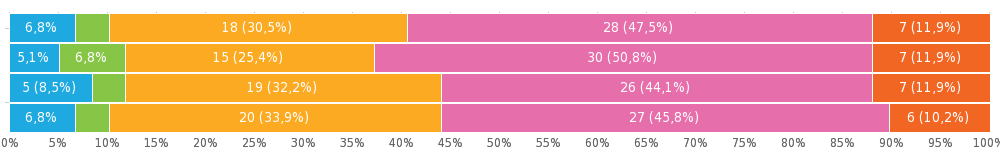 6,8% 18 (30,5%) 28 (47,5%) 7 (11,9%)
5,1% 6,8% 15 (25,4%) 30 (50,8%) 7 (11,9%)
5 (8,5%) 19 (32,2%) 26 (44,1%) 7 (11,9%)
6,8% 20 (33,9%) 27 (45,8%) 6 (10,2%)
0% 5% 10% 15% 20% 25% 30% 35% 40% 45% 50% 55% 60% 65% 70% 75% 80% 85% 90% 95% 100%